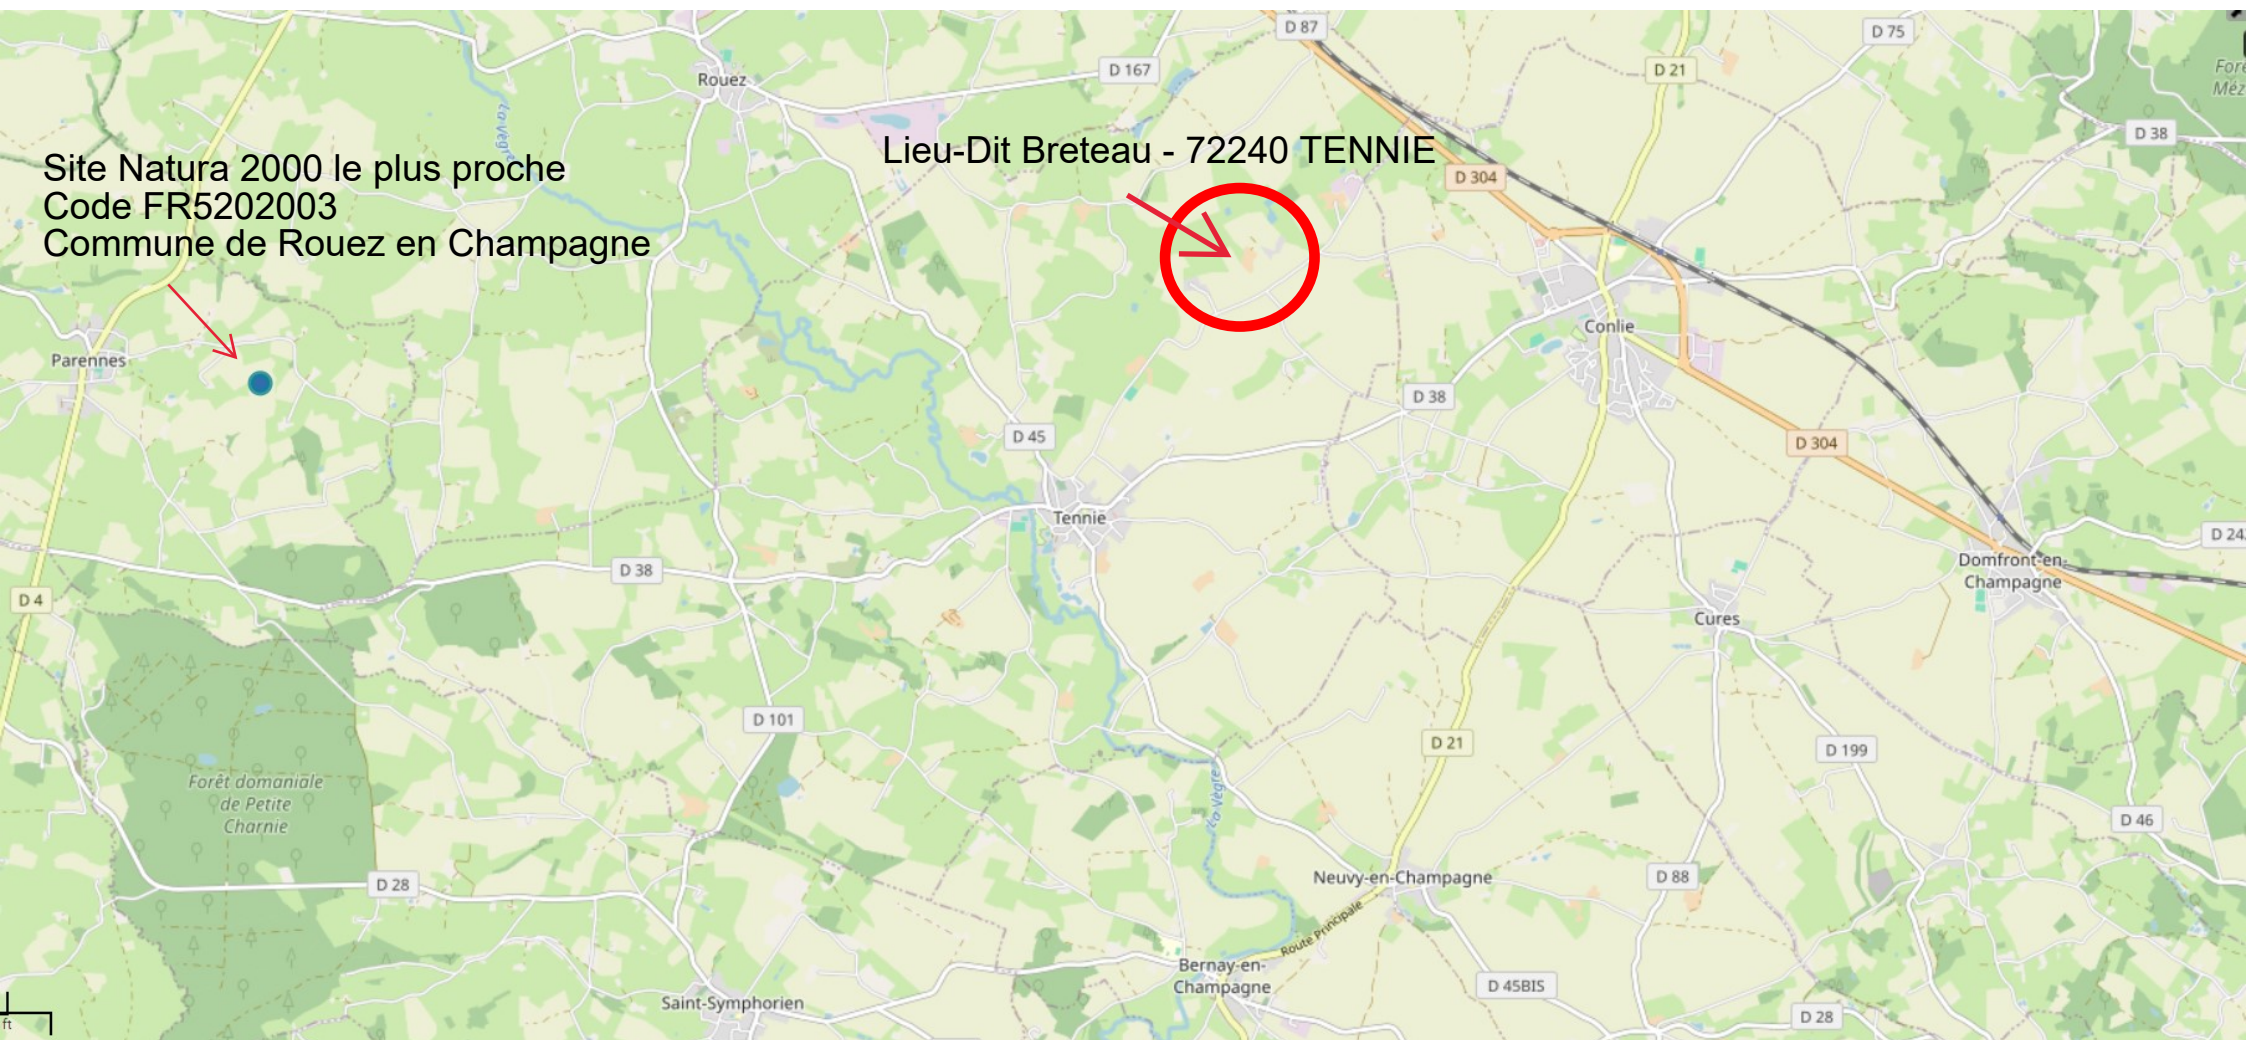 D 87
D 75
D 167
D 21
Rouez
D 38
La Vègre
Lieu-Dit Breteau - 72240 TENNIE
Site Natura 2000 le plus proche
Code FR5202003
Commune de Rouez en Champagne
D 304
Conlie
Parennes
D 38
D 45
D 304
Tennie
D 38
D 4
Domfront-en-
Champagne
Cures
D 101
D 21
D 199
Forêt domaniale
de Petite
Charnie
La Vègre
D 46
D 28
Neuvy-en-Champagne
D 88
Route Principale
Bernay-en-
Champagne
D 45BIS
Saint-Symphorien
D 28
ft